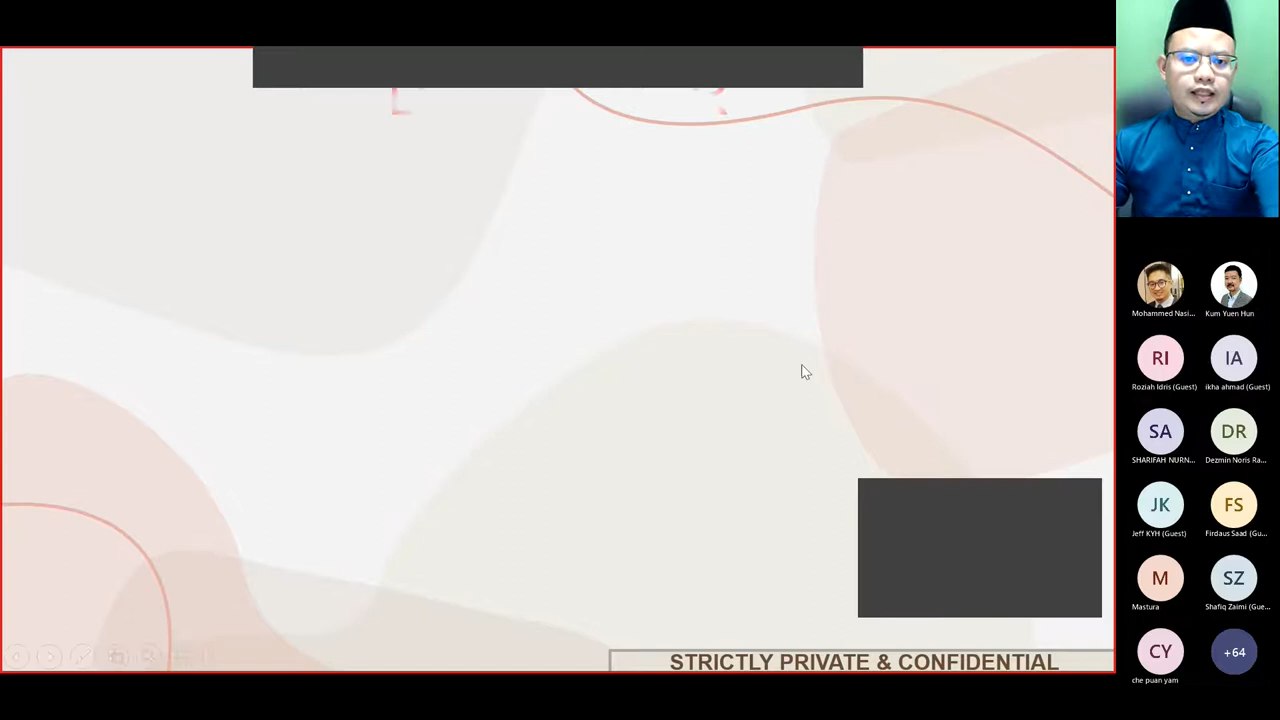 Mohammed Nasi...
Kum Yuen Hun
RI
IA
Roziah Idris (Guest)
ikha ahmad (Guest)
SA
DR
SHARIFAH NURN...
Dezmin Noris Ra...
JK
FS
Jeff KYH (Guest)
Firdaus Saad (Gu...
M
SZ
Mastura
Shafiq Zaimi (Gue...
CY
+64
che puan yam
STRICTLY PRIVATE & CONFIDENTIAL